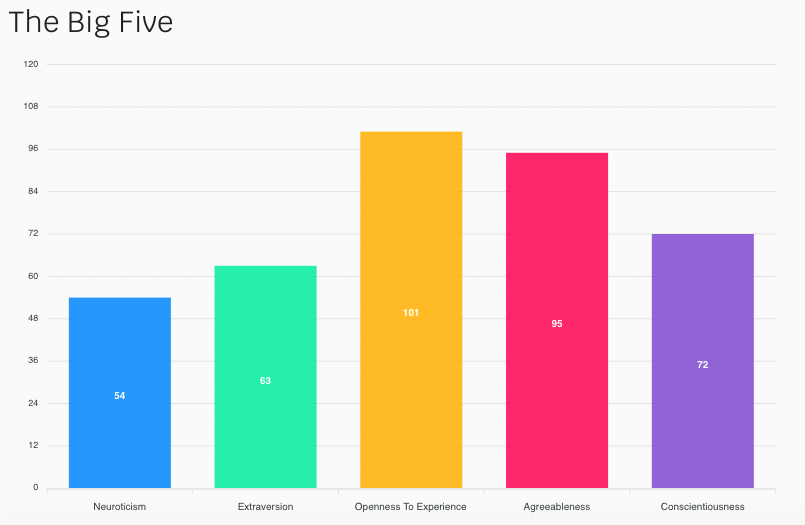 The Big Five
120
108
96
84
72
60
48
36
24
12
0
54
63
101
95
72
Neuroticism
Extraversion
Openness To Experience
Agreeableness
Conscientiousness